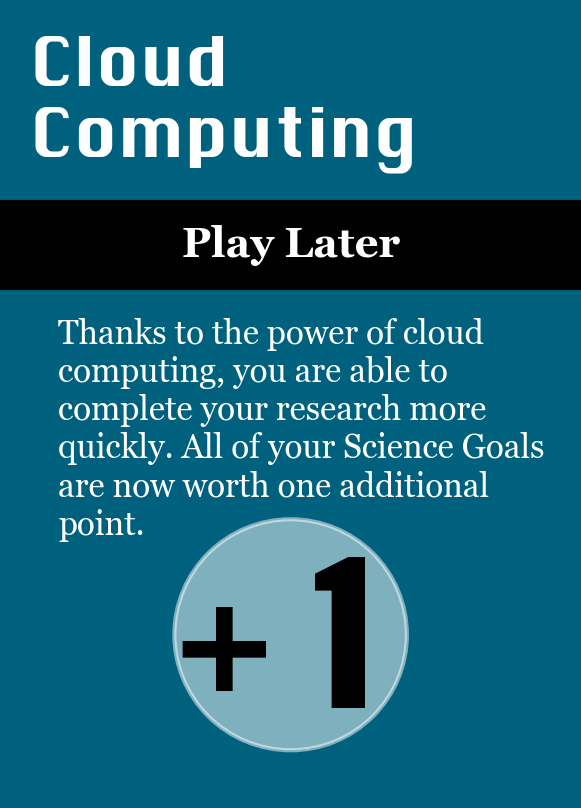 Cloud
Computing
Play Later
Thanks to the power of cloud
computing, you are able to
complete your research more
quickly. All of your Science Goals
are now worth one additional
point.
+1